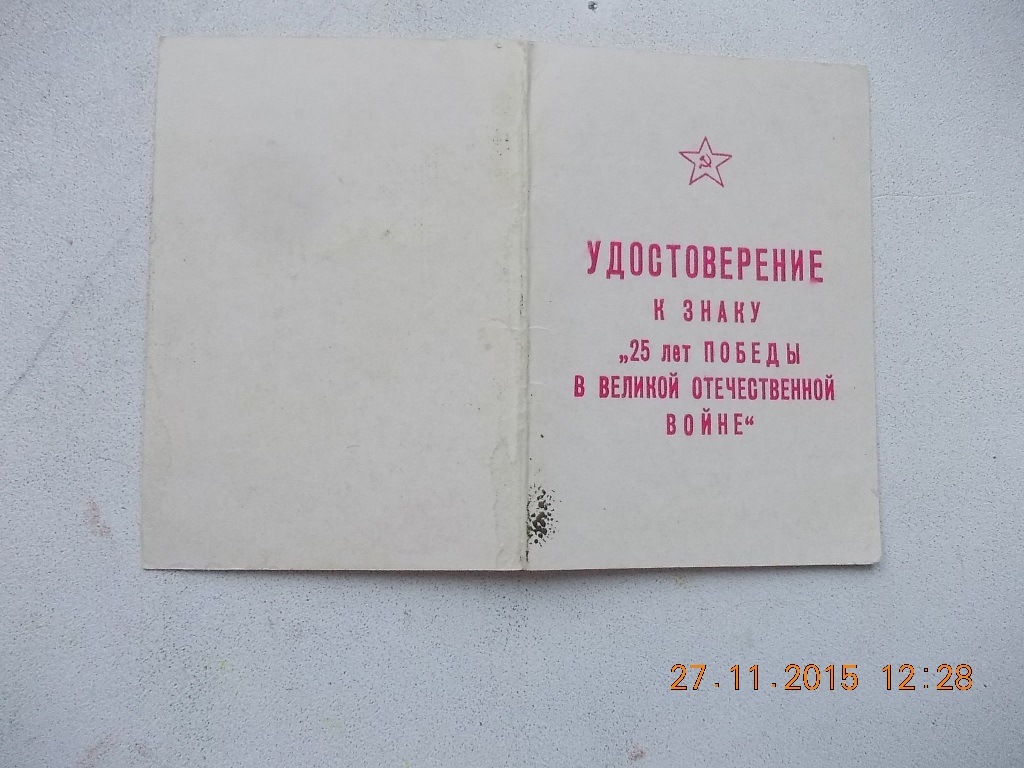 УДОСТОВЕРЕНИЕ
К ЗНАКУ
„25 лет ПОБЕДЫ
В ВЕЛИКОЙ ОТЕЧЕСТВЕННОЙ
ВОЙНЕ“
27.11.2015 12:28